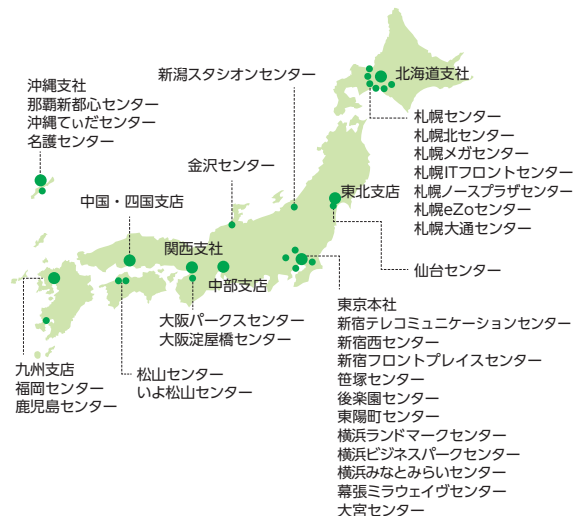 沖縄支社
那覇新都心センター
沖縄てぃだセンター
名護センター
新潟スタシオンセンター
北海道支社
札幌センター
札幌北センター
札幌メガセンター
札幌ITフロントセンター
札幌ノースプラザセンター
札幌eZoセンター
札幌大通センター
金沢センター
中国・四国支店
東北支店
仙台センター
関西支社
中部支店
大阪パークスセンター
大阪淀屋橋センター
九州支店
福岡センター
鹿児島センター
松山センター
いよ松山センター
東京本社
新宿テレコミュニケーションセンター
新宿西センター
新宿フロントプレイスセンター
笹塚センター
後楽園センター
東陽町センター
横浜ランドマークセンター
横浜ビジネスパークセンター
横浜みなとみらいセンター
幕張ミラウェイヴセンター
大宮センター